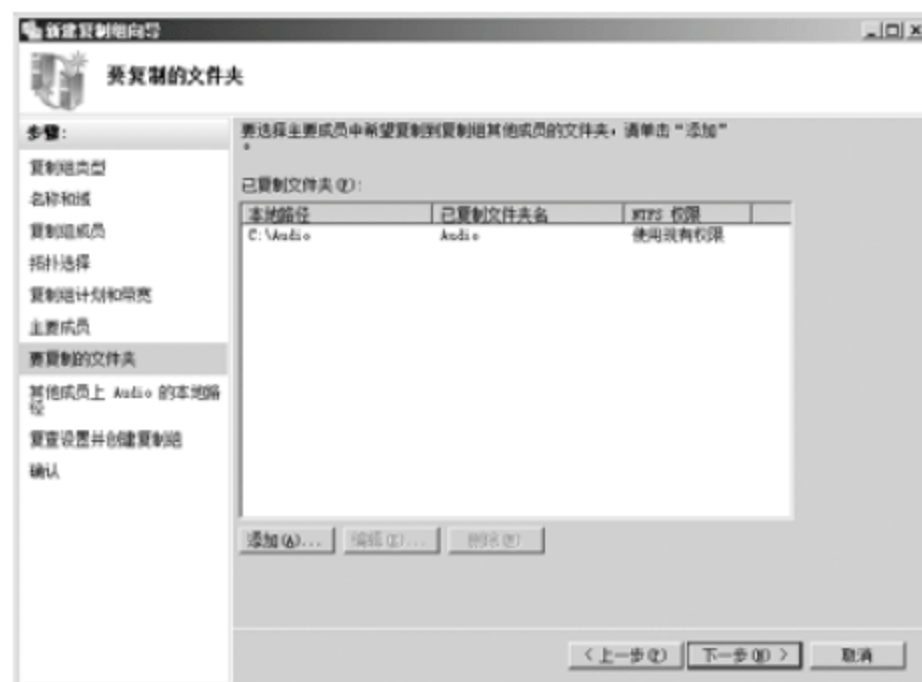 新建复制组向导
要复制的文件夹
步骤:
复制组类型
名称和域
复制组成员
拓扑选择
复制组计划和带宽
主要成员
要复制的文件夹
其他成员上 Audio 的本地路
径
复查设置并创建复制组
确认
要选择主要成员中希望复制到复制组其他成员的文件夹，请单击“添加”
。
已复制文件夹(F):
本地路径 已复制文件夹名 NTFS 权限
C:\Audio Audio 使用现有权限
添加(A)... 编辑(E)... 删除(R)
<上一步(P) 下一步(N)> 取消